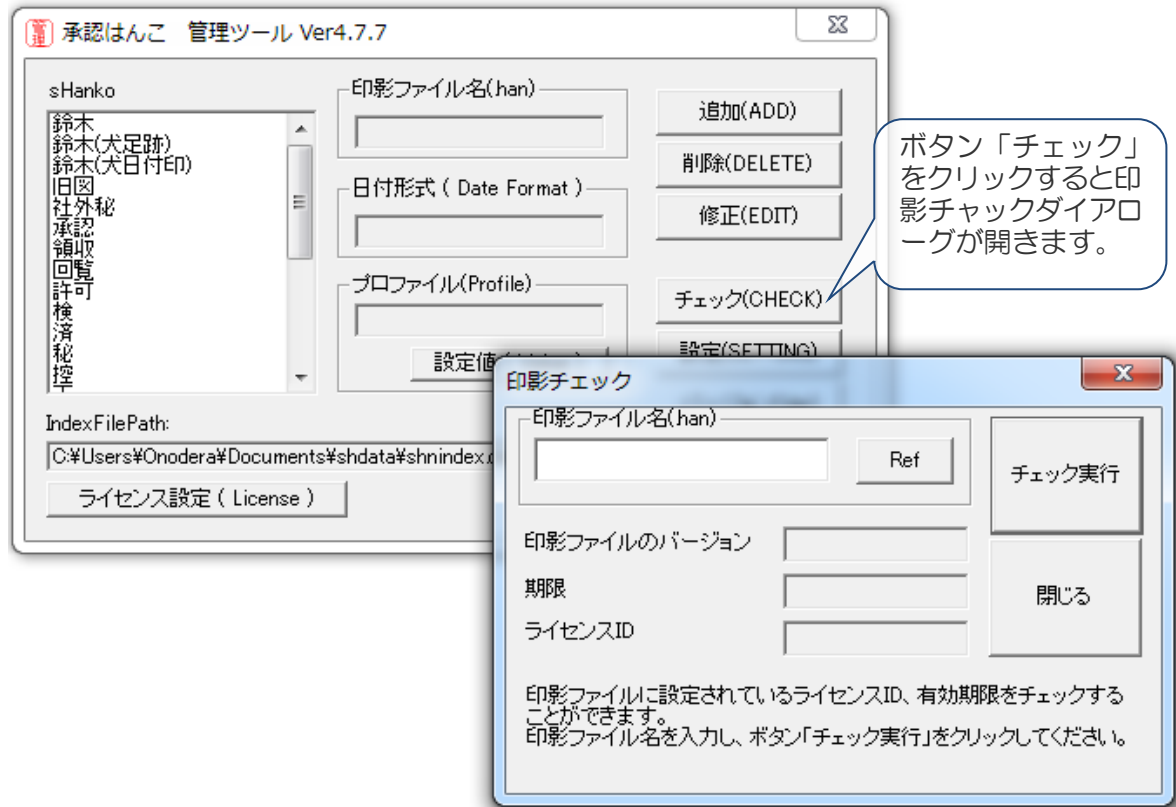 承認はんこ　管理ツール Ver4.7.7
sHanko
鈴木
鈴木(犬足跡)
鈴木(犬日付印)
旧図
社外秘
承認
領収
回覧
許可
検
済
秘
控
印影ファイル名(.han)
日付形式 ( Date Format )
プロファイル(Profile)
設定値
追加(ADD)
削除(DELETE)
修正(EDIT)
チェック(CHECK)
設定(SETTING)
ボタン「チェック」
をクリックすると印
影チャックダイアロ
ーグが開きます。
IndexFilePath:
C:¥Users¥Onodera¥Documents¥shdata¥shnindex.
ライセンス設定 ( License )
印影チェック
印影ファイル名(.han)
Ref
チェック実行
印影ファイルのバージョン
期限
ライセンスID
閉じる
印影ファイルに設定されているライセンスID、有効期限をチェックする
ことができます。
印影ファイル名を入力し、ボタン「チェック実行」をクリックしてください。